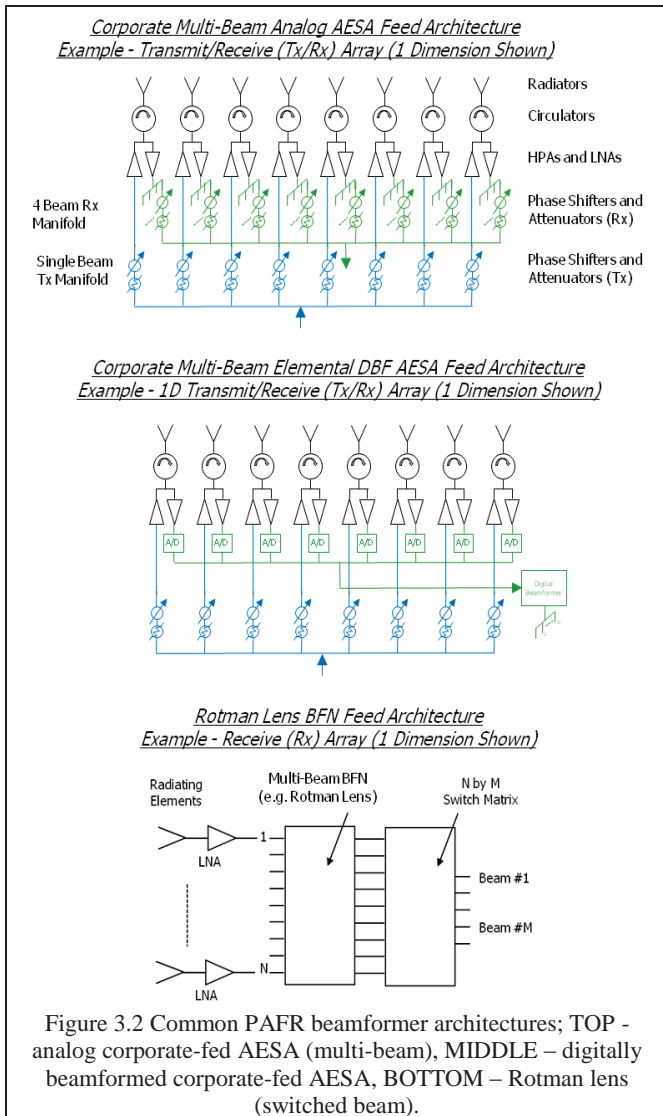 Corporate Multi-Beam Analog AESA Feed Architecture
Example - Transmit/Receive (Tx/Rx) Array (1 Dimension Shown)
Radiators
Circulators
HPAs and LNAs
4 Beam Rx
Manifold
Phase Shifters and
Attenuators (Rx)
Single Beam
Tx Manifold
Phase Shifters and
Attenuators (Tx)
Corporate Multi-Beam Elemental DBF AESA Feed Architecture
Example - 1D Transmit/Receive (Tx/Rx) Array (1 Dimension Shown)
A/D A/D A/D A/D A/D A/D A/D A/D
Digital
Beamformer
Rotman Lens BFN Feed Architecture
Example - Receive (Rx) Array (1 Dimension Shown)
Radiating
Elements
Multi-Beam BFN
(e.g. Rotman Lens)
N by M
Switch Matrix
1
LNA
Beam #1
Beam #M
N
LNA
Figure 3.2 Common PAFR beamformer architectures; TOP -
analog corporate-fed AESA (multi-beam), MIDDLE – digitally
beamformed corporate-fed AESA, BOTTOM – Rotman lens
(switched beam).